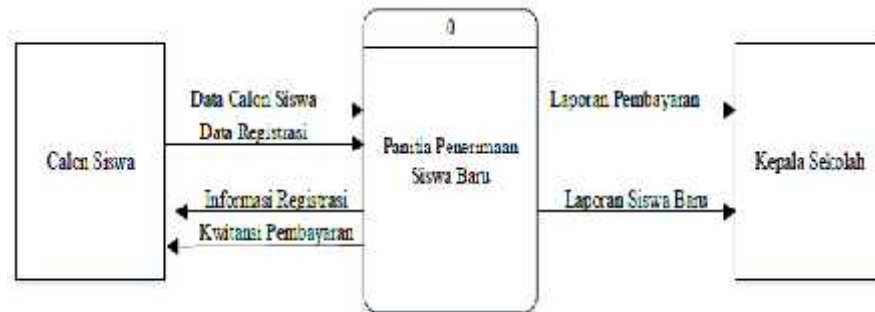 0
Data Calon Siswa
Data Registrasi
Calon Siswa
Informasi Registrasi
Kwitansi Pembayaran
Panitia Penerimaan
Siswa Baru
Laporan Pembayaran
Laporan Siswa Baru
Kepala Sekolah